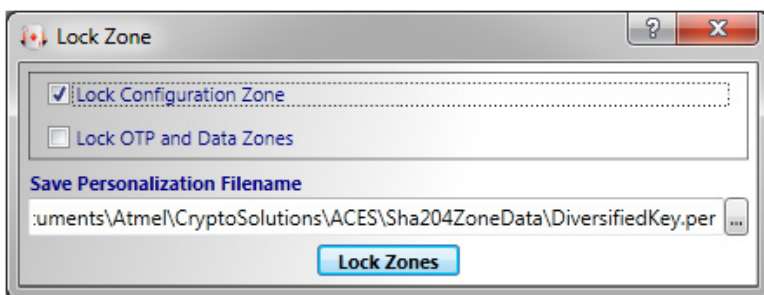 Lock Zone
?
X
Lock Configuration Zone
Lock OTP and Data Zones
Save Personalization Filename
:uments\Atmel\CryptoSolutions\ACES\Sha204ZoneData\DiversifiedKey.per
...
Lock Zones